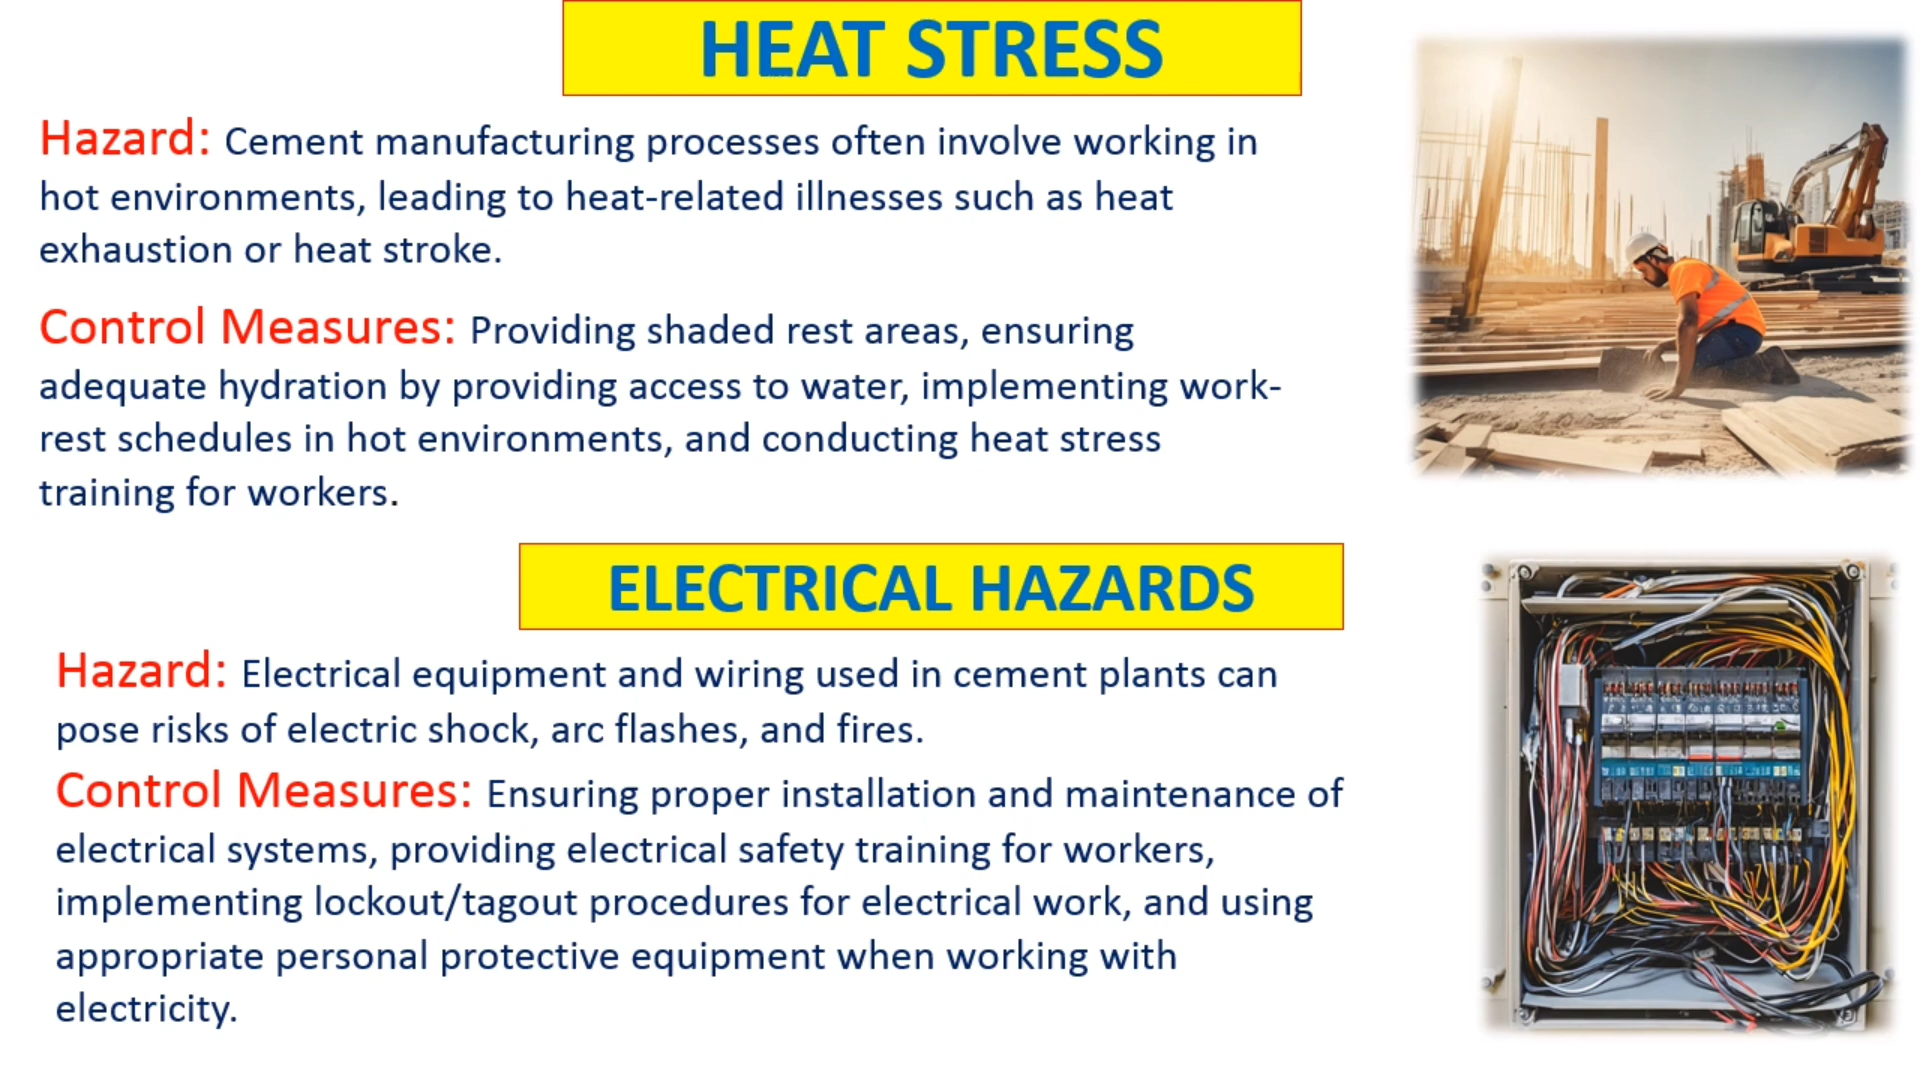 HEAT STRESS
Hazard: Cement manufacturing processes often involve working in
hot environments, leading to heat-related illnesses such as heat
exhaustion or heat stroke.
Control Measures: Providing shaded rest areas, ensuring
adequate hydration by providing access to water, implementing work-
rest schedules in hot environments, and conducting heat stress
training for workers.
ELECTRICAL HAZARDS
Hazard: Electrical equipment and wiring used in cement plants can
pose risks of electric shock, arc flashes, and fires.
Control Measures: Ensuring proper installation and maintenance of
electrical systems, providing electrical safety training for workers,
implementing lockout/tagout procedures for electrical work, and using
appropriate personal protective equipment when working with
electricity.